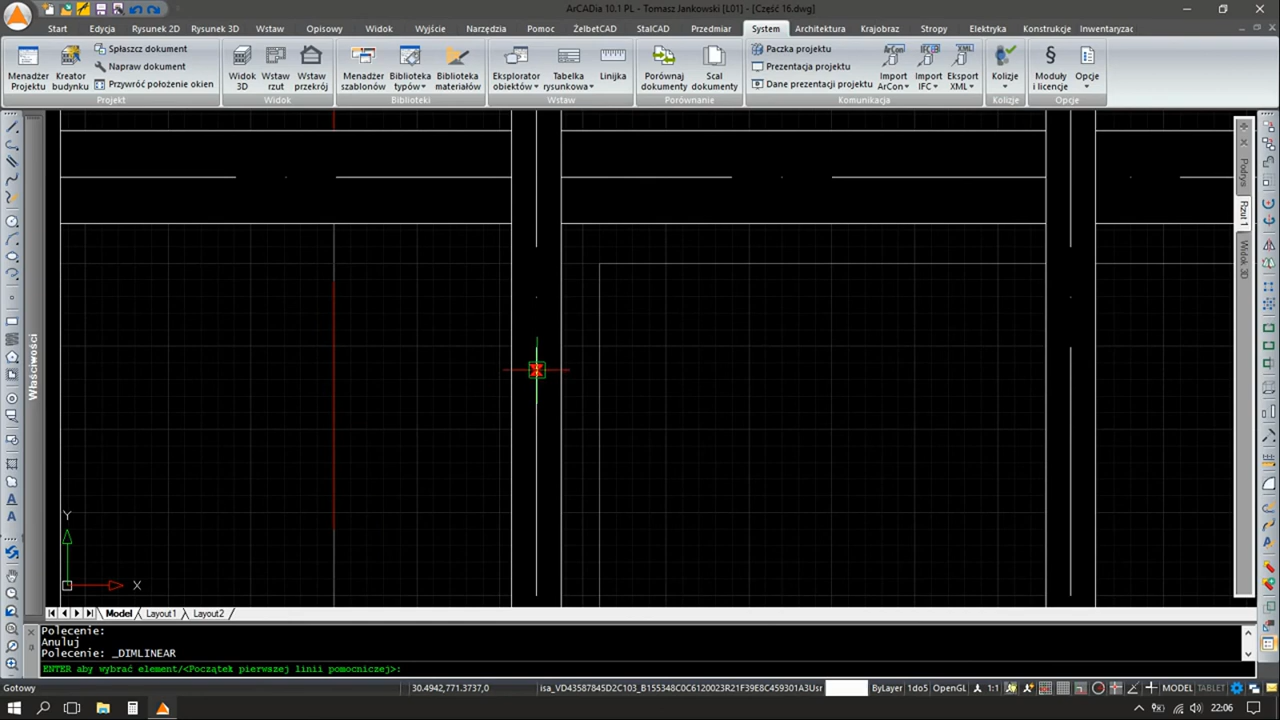 ArCADia 10.1 PL - Tomasz Jankowski [L01] - [Część 16.dwg]
Start Edycja Rysunek 2D Rysunek 3D Wstaw Opisowy Widok Wyjście Narzędzia Pomoc ŻelbetCAD StalCAD Przedmiar System Architektura Krajobraz Stropy Elektryka Konstrukcje Inwentaryzac
Menadżer Projektu
Kreator budynku
Spłaszcz dokument
Napraw dokument
Przywróć położenie okien
Projekt
Widok 3D
Wstaw rzut
Wstaw przekrój
Widok
Menadżer szablonów
Biblioteka typów
Biblioteka materiałów
Biblioteki
Eksplorator obiektów
Tabelka rysunkowa
Linijka
Wstaw
Porównaj dokumenty
Scal dokumenty
Porównanie
Paczka projektu
Prezentacja projektu
Dane prezentacji projektu
Import ArCon
Import IFC
Eksport XML
Komunikacja
Kolizje
Kolizje
Moduły i licencje
Opcje
Opcje
Właściwości
Podrys
Rzut 1
Widok 3D
Y
X
Model Layout1 Layout2
Polecenie:
Anuluj
Polecenie: _DIMLINEAR
ENTER aby wybrać element/<Początek pierwszej linii pomocniczej>:
Gotowy 30.4942,771.3737,0 isa_VD43587845D2C103_B155348C0C6120023R21F39E8C459301A3Usr ByLayer 1do5 OpenGL 1:1 MODEL TABLET
22:06